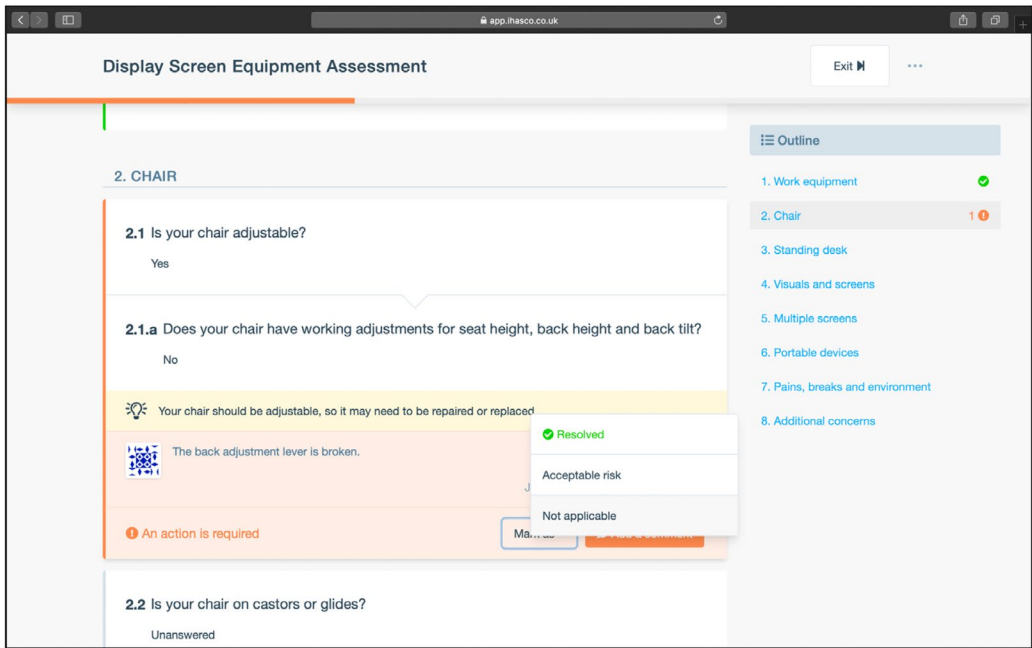 app.ihasco.co.uk
Display Screen Equipment Assessment
Exit
Outline
1. Work equipment
2. Chair 1
3. Standing desk
4. Visuals and screens
5. Multiple screens
6. Portable devices
7. Pains, breaks and environment
8. Additional concerns
2. CHAIR
2.1 Is your chair adjustable?
Yes
2.1.a Does your chair have working adjustments for seat height, back height and back tilt?
No
Your chair should be adjustable, so it may need to be repaired or replaced
The back adjustment lever is broken.
Resolved
Acceptable risk
Not applicable
An action is required
2.2 Is your chair on castors or glides?
Unanswered